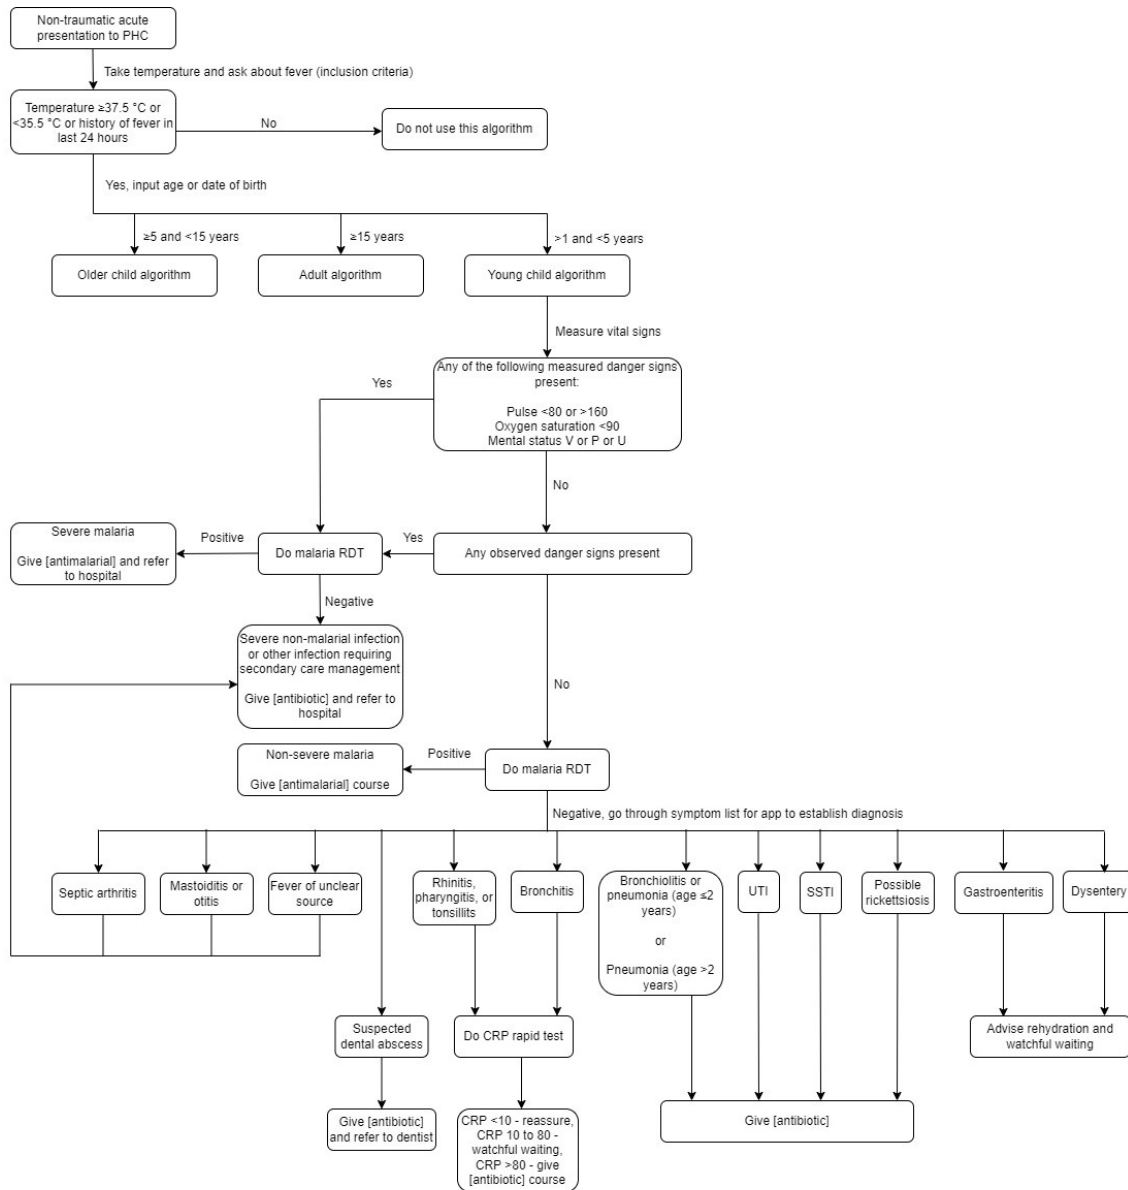 Non-traumatic acute
presentation to PHC
Take temperature and ask about fever (inclusion criteria)
Temperature ≥37.5 °C or
<35.5 °C or history of fever in
last 24 hours
No
Do not use this algorithm
Yes, input age or date of birth
≥5 and <15 years
≥15 years
>1 and <5 years
Older child algorithm
Adult algorithm
Young child algorithm
Measure vital signs
Any of the following measured danger signs
present:
Pulse <80 or >160
Oxygen saturation <90
Mental status V or P or U
Yes
No
Severe malaria
Give [antimalarial] and refer
to hospital
Positive
Do malaria RDT
Yes
Any observed danger signs present
Negative
Severe non-malarial infection
or other infection requiring
secondary care management
Give [antibiotic] and refer to
hospital
No
Non-severe malaria
Give [antimalarial] course
Positive
Do malaria RDT
Negative, go through symptom list for app to establish diagnosis
Septic arthritis
Mastoiditis or
otitis
Fever of unclear
source
Rhinitis,
pharyngitis, or
tonsillits
Bronchitis
Bronchiolitis or
pneumonia (age ≤2
years)
or
Pneumonia (age >2
years)
UTI
SSTI
Possible
rickettsiosis
Gastroenteritis
Dysentery
Suspected
dental abscess
Do CRP rapid test
Advise rehydration and
watchful waiting
Give [antibiotic]
and refer to dentist
CRP <10 - reassure,
CRP 10 to 80 -
watchful waiting,
CRP >80 - give
[antibiotic] course
Give [antibiotic]